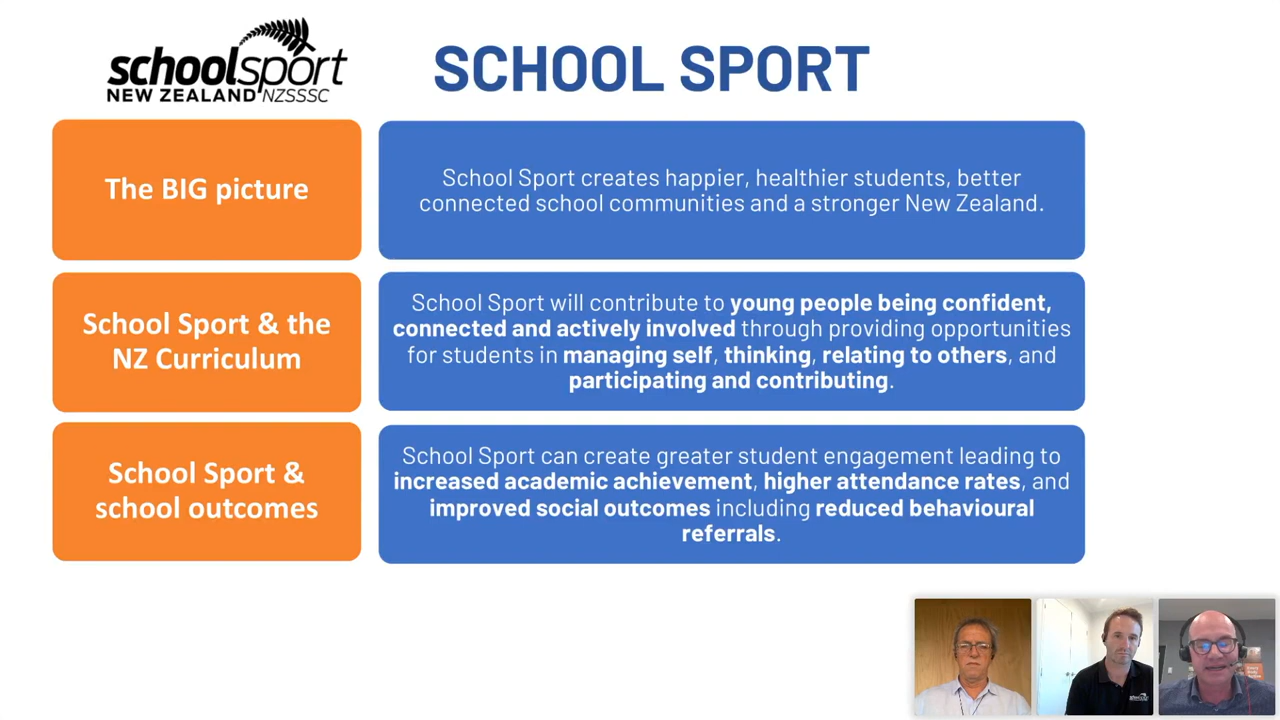 schoolsport
NEW ZEALAND NZSSSC
SCHOOL SPORT
The BIG picture
School Sport creates happier, healthier students, better
connected school communities and a stronger New Zealand.
School Sport & the
NZ Curriculum
School Sport will contribute to young people being confident,
connected and actively involved through providing opportunities
for students in managing self, thinking, relating to others, and
participating and contributing.
School Sport &
school outcomes
School Sport can create greater student engagement leading to
increased academic achievement, higher attendance rates, and
improved social outcomes including reduced behavioural
referrals.